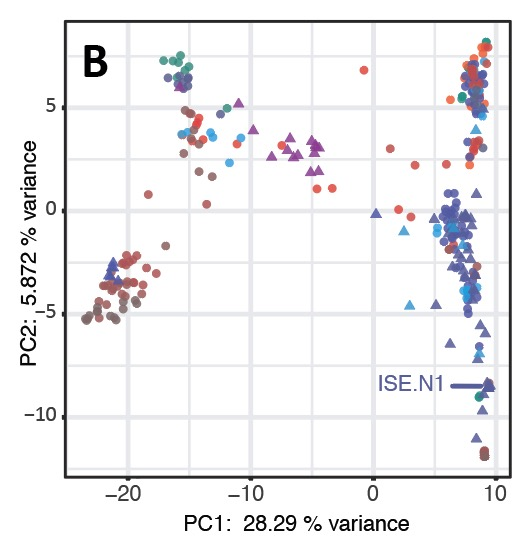 B
5
0
−5
−10
ISE.N1
−20
−10
0
10
PC1: 28.29 % variance
PC2: 5.872 % variance